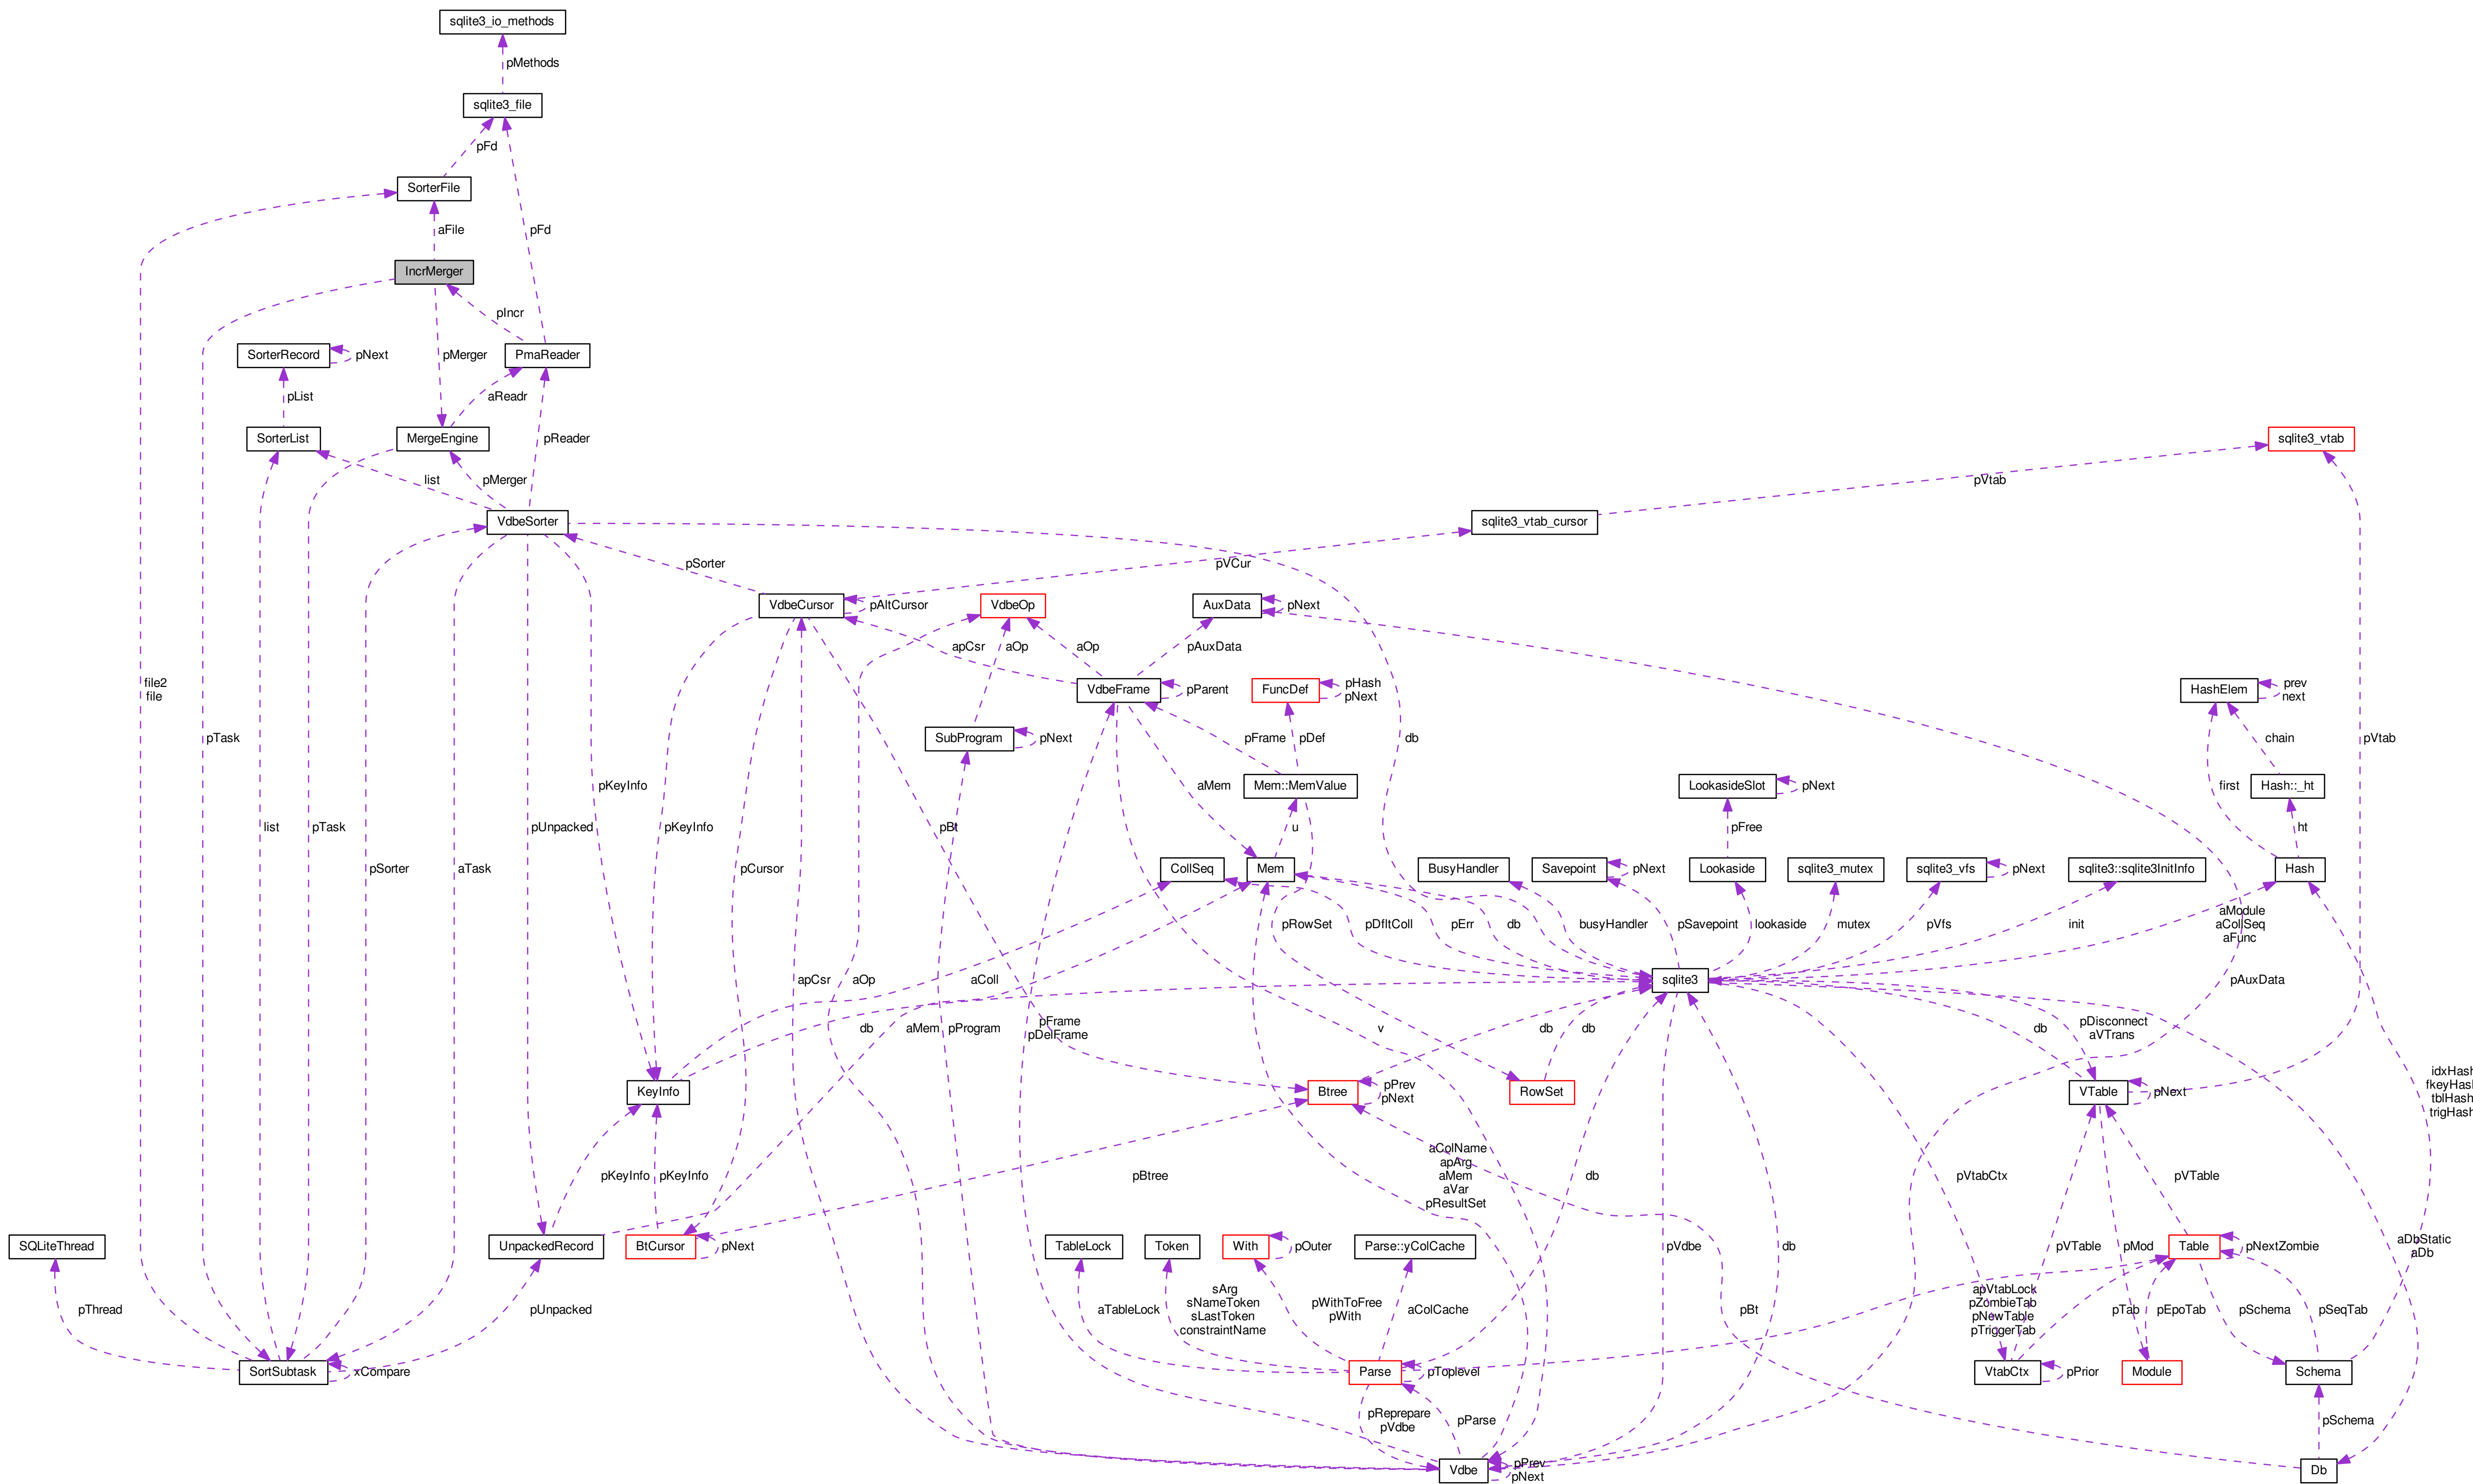 sqlite3_io_methods
pMethods
sqlite3_file
pFd
SorterFile
aFile
pFd
IncrMerger
pIncr
SorterRecord
pNext
pMerger
PmaReader
pList
aReadr
SorterList
MergeEngine
pReader
sqlite3_vtab
list
pMerger
pVtab
VdbeSorter
sqlite3_vtab_cursor
pSorter
pVCur
VdbeCursor
pAltCursor
VdbeOp
AuxData
pNext
apCsr
aOp
aOp
pAuxData
file2
file
VdbeFrame
pParent
FuncDef
pHash
pNext
HashElem
prev
next
pTask
pKeyInfo
SubProgram
pNext
pFrame
pDef
db
chain
pVtab
Mem::MemValue
aMem
LookasideSlot
pNext
first
Hash::_ht
list
pTask
pUnpacked
pKeyInfo
pBt
u
pFree
ht
pSorter
aTask
pCursor
CollSeq
Mem
BusyHandler
Savepoint
pNext
Lookaside
sqlite3_mutex
sqlite3_vfs
pNext
sqlite3::sqlite3InitInfo
Hash
pRowSet
pDfltColl
pErr
db
busyHandler
pSavepoint
lookaside
mutex
pVfs
init
aModule
aCollSeq
aFunc
apCsr
aOp
aColl
sqlite3
pAuxData
db
aMem
pProgram
pFrame
pDelFrame
v
db
db
db
pDisconnect
aVTrans
KeyInfo
Btree
pPrev
pNext
RowSet
VTable
pNext
idxHash
fkeyHash
tblHash
trigHash
pKeyInfo
pKeyInfo
pBtree
aColName
apArg
aMem
aVar
pResultSet
db
pVtabCtx
pVTable
SQLiteThread
UnpackedRecord
BtCursor
pNext
TableLock
Token
With
pOuter
Parse::yColCache
pVdbe
db
pVTable
pMod
Table
pNextZombie
aDbStatic
aDb
pThread
pUnpacked
aTableLock
sArg
sNameToken
sLastToken
constraintName
pWithToFree
pWith
aColCache
pBt
apVtabLock
pZombieTab
pNewTable
pTriggerTab
pTab
pEpoTab
pSchema
pSeqTab
SortSubtask
xCompare
Parse
pToplevel
VtabCtx
pPrior
Module
Schema
pReprepare
pVdbe
pParse
pSchema
Vdbe
pPrev
pNext
Db